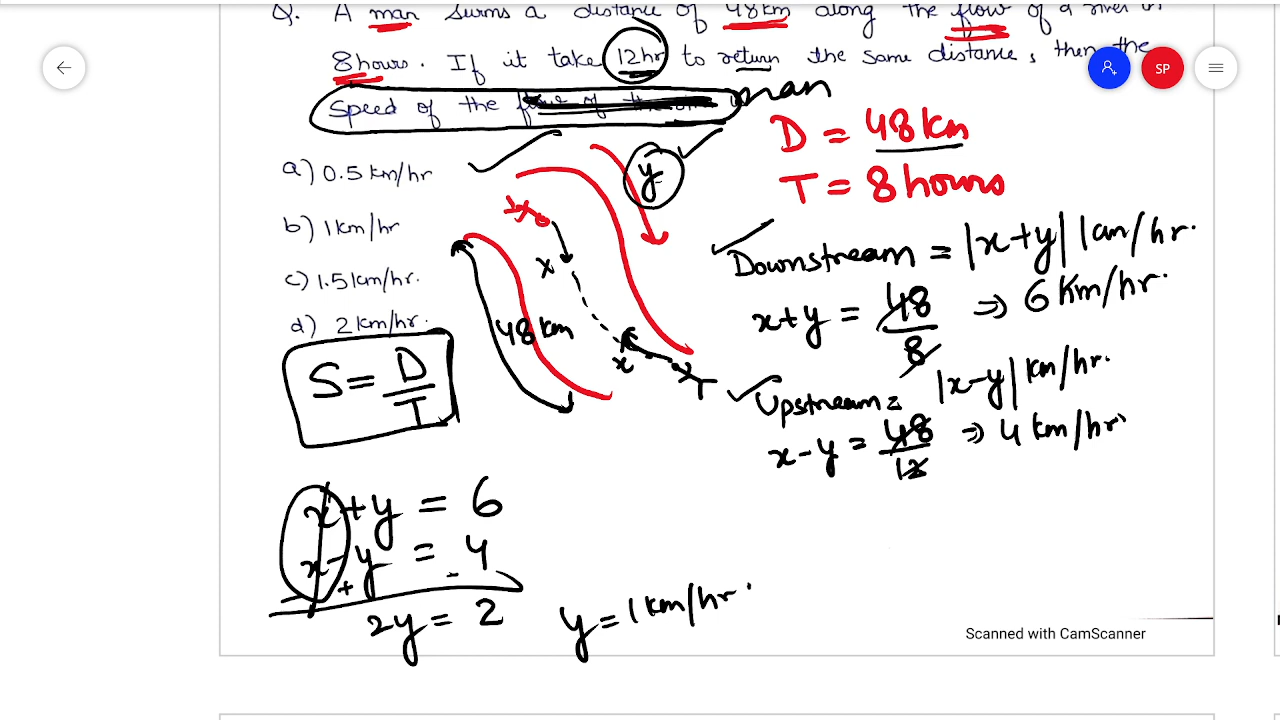 Q. A man swims a distance of 48km along the flow of a river in
8 hours. If it take 12hr to return the same distance, then the
Speed of the man
a) 0.5 km/hr
b) 1km/hr
c) 1.5km/hr.
d) 2km/hr.
y
D = 48km
T = 8hours
SP
Downstream = |x+y| km/hr.
x+y = 48/8 ⇒ 6 Km/hr.
Upstream = |x-y| km/hr.
x-y = 48/12 ⇒ 4 km/hr
x
48km
x
S = D/T
x+y = 6
x-y = 4
- + -
2y = 2
y = 1km/hr.
Scanned with CamScanner